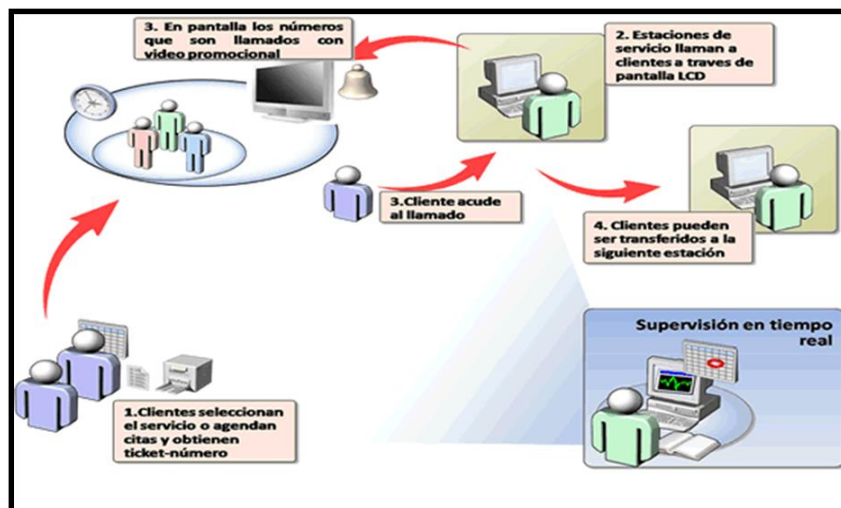 3. En pantalla los números
que son llamados con
video promocional
2. Estaciones de
servicio llaman a
clientes a traves de
pantalla LCD
3.Cliente acude
al llamado
4. Clientes pueden
ser transferidos a la
siguiente estación
Supervisión en tiempo
real
1.Clientes seleccionan
el servicio o agendan
citas y obtienen
ticket-número